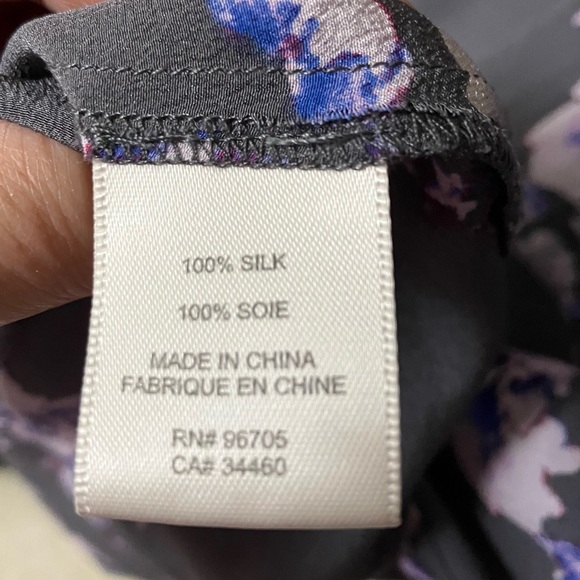 100% SILK
100% SOIE
MADE IN CHINA
FABRIQUE EN CHINE
RN# 96705
CA# 34460